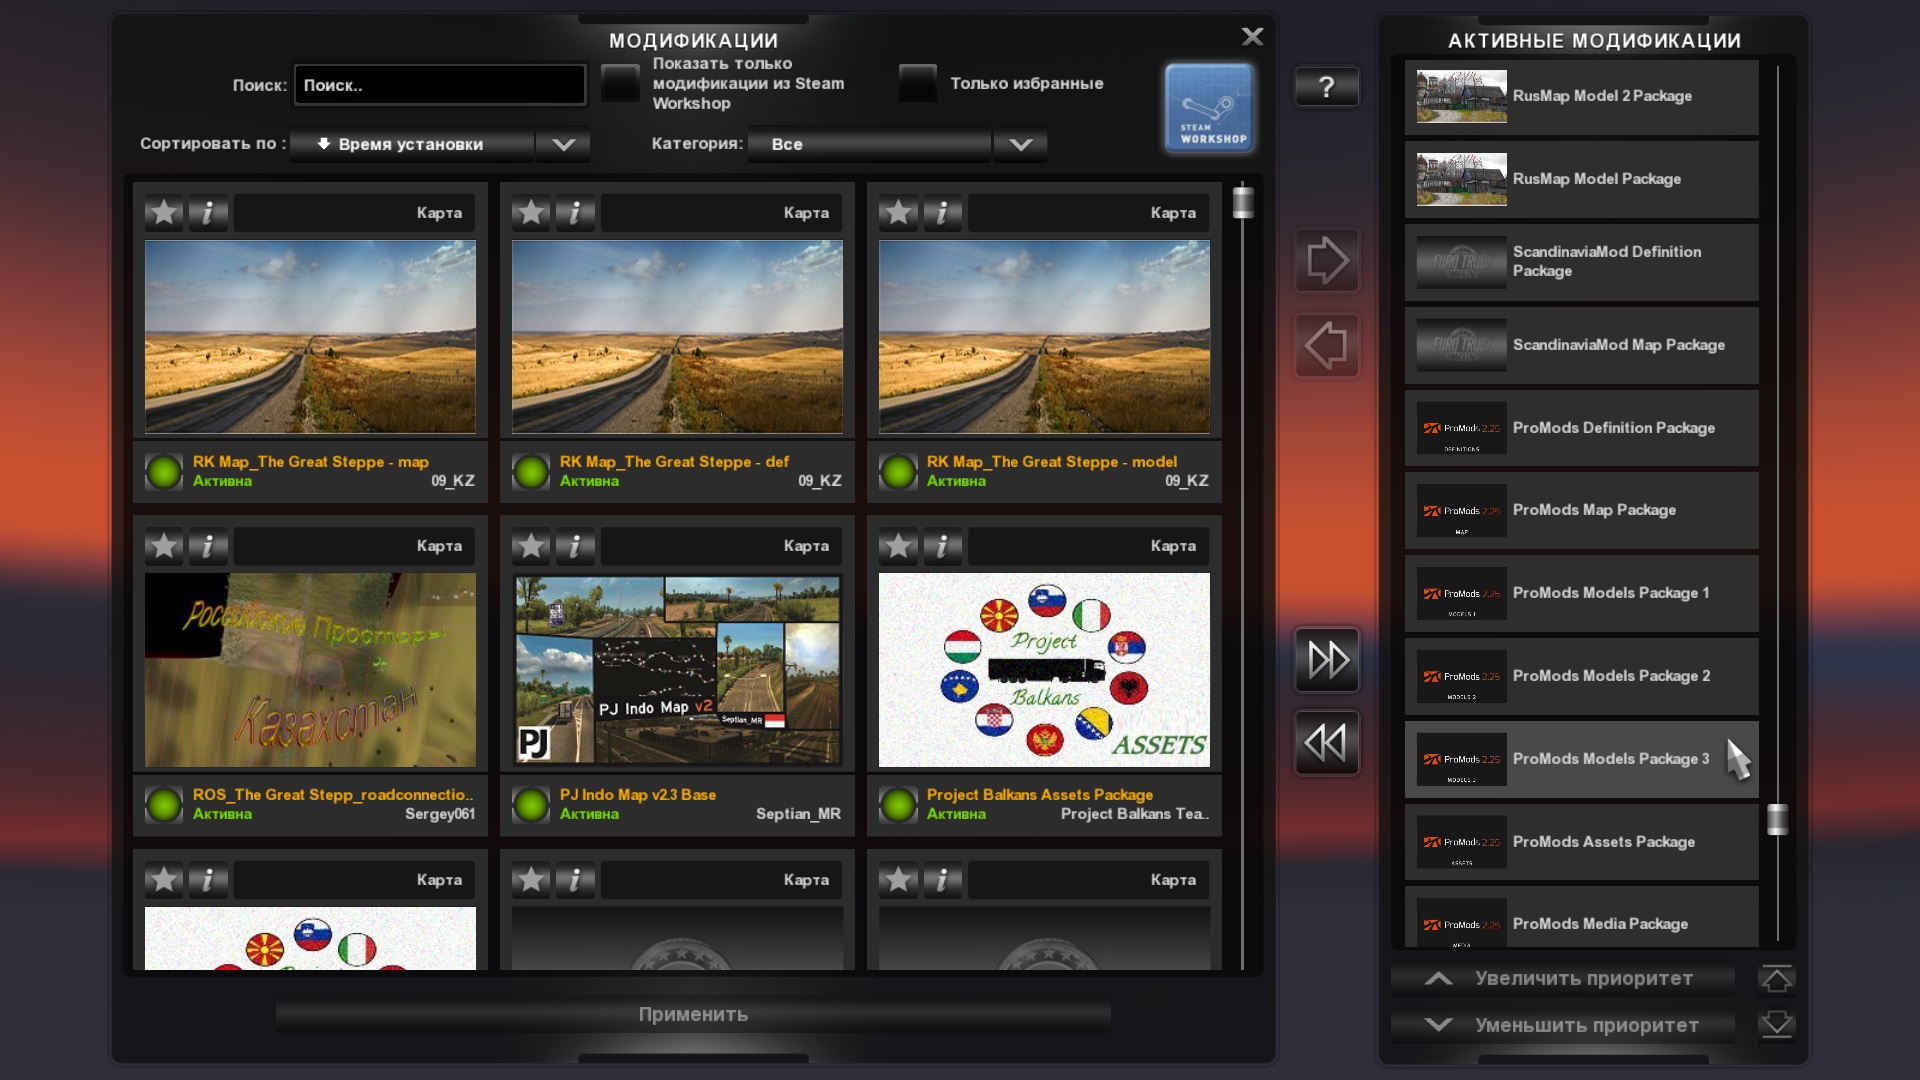 МОДИФИКАЦИИ
Поиск:
Поиск..
Показать только
модификации из Steam
Workshop
Только избранные
STEAM
WORKSHOP
Сортировать по :
Время установки
Категория:
Все
Карта
Карта
Карта
RK Map_The Great Steppe - map
Активна
09_KZ
RK Map_The Great Steppe - def
Активна
09_KZ
RK Map_The Great Steppe - model
Активна
09_KZ
Карта
Карта
Карта
Российские Просторы
Казахстан
PJ Indo Map v2
Septian_MR
PJ
Project
Balkans
ASSETS
ROS_The Great Stepp_roadconnectio..
Активна
Sergey061
PJ Indo Map v2.3 Base
Активна
Septian_MR
Project Balkans Assets Package
Активна
Project Balkans Tea..
Карта
Карта
Карта
Применить
?
АКТИВНЫЕ МОДИФИКАЦИИ
RusMap Model 2 Package
RusMap Model Package
EURO TRUCK
ScandinaviaMod Definition
Package
EURO TRUCK
ScandinaviaMod Map Package
ProMods 2.25
DEFINITIONS
ProMods Definition Package
ProMods 2.25
MAP
ProMods Map Package
ProMods 2.25
MODELS 1
ProMods Models Package 1
ProMods 2.25
MODELS 2
ProMods Models Package 2
ProMods 2.25
MODELS 3
ProMods Models Package 3
ProMods 2.25
ASSETS
ProMods Assets Package
ProMods 2.25
MEDIA
ProMods Media Package
Увеличить приоритет
Уменьшить приоритет